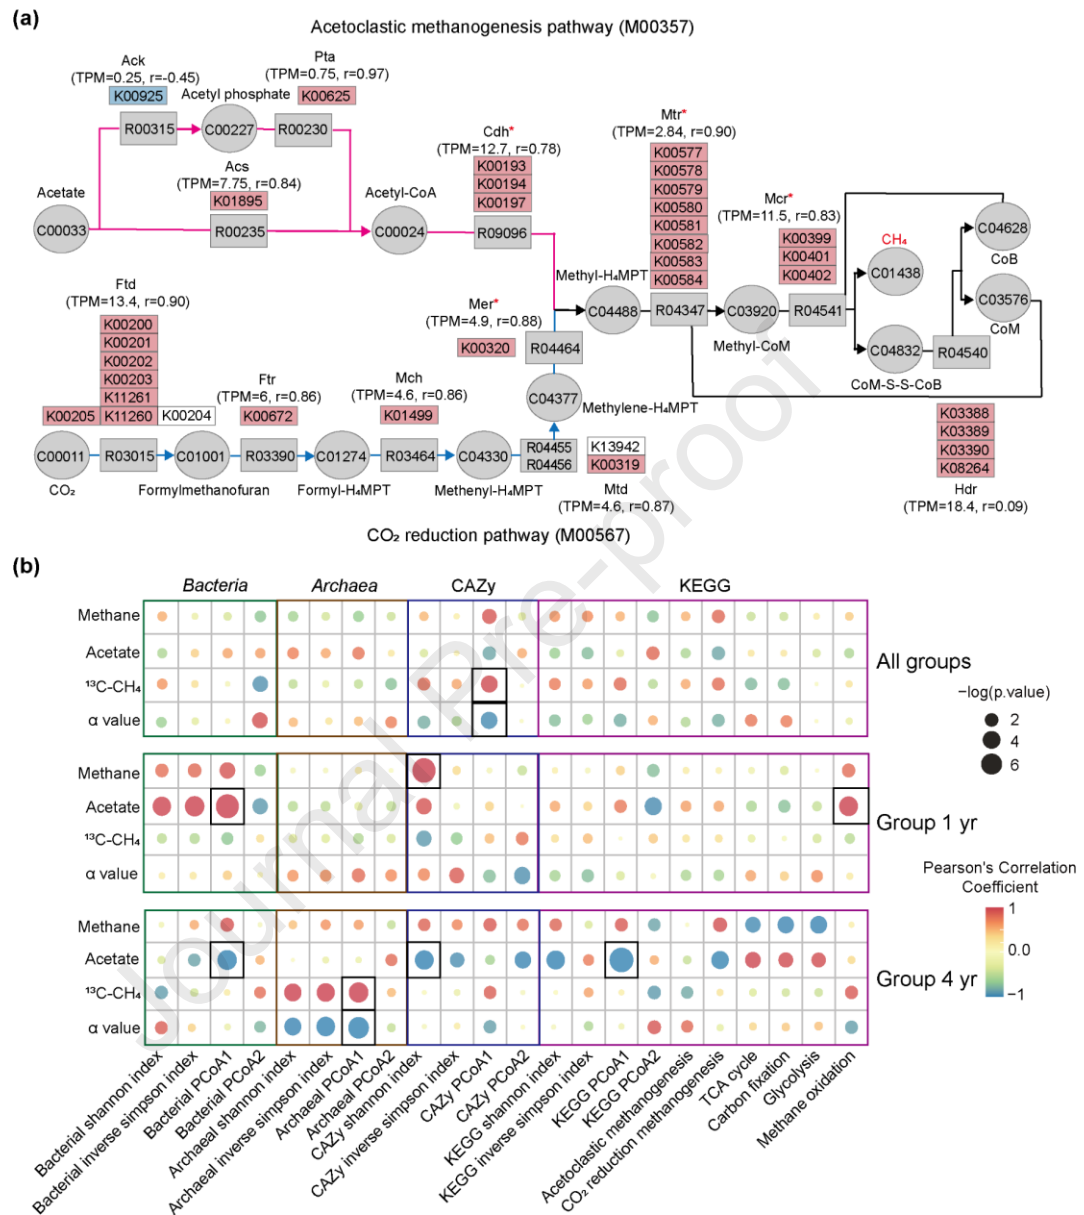 (a)
Acetoclastic methanogenesis pathway (M00357)
Ack
(TPM=0.25, r=-0.45)
K00925
Pta
(TPM=0.75, r=0.97)
K00625
Acetyl phosphate
R00315
C00227
R00230
Acs
(TPM=7.75, r=0.84)
K01895
R00235
Acetate
C00033
Acetyl-CoA
C00024
Cdh*
(TPM=12.7, r=0.78)
K00193
K00194
K00197
R09096
Mtr*
(TPM=2.84, r=0.90)
K00577
K00578
K00579
K00580
K00581
K00582
K00583
K00584
Methyl-H₄MPT
C04488
R04347
Mcr*
(TPM=11.5, r=0.83)
K00399
K00401
K00402
C03920
Methyl-CoM
R04541
CH₄
C01438
C04832
CoM-S-S-CoB
R04540
C04628
CoB
C03576
CoM
Ftd
(TPM=13.4, r=0.90)
K00200
K00201
K00202
K00203
K11261
K00205
K11260
K00204
Ftr
(TPM=6, r=0.86)
K00672
Mch
(TPM=4.6, r=0.86)
K01499
Mer*
(TPM=4.9, r=0.88)
K00320
R04464
C04377
Methylene-H₄MPT
C00011
CO₂
R03015
C01001
Formylmethanofuran
R03390
C01274
Formyl-H₄MPT
R03464
C04330
Methenyl-H₄MPT
R04455
R04456
K13942
K00319
Mtd
(TPM=4.6, r=0.87)
K03388
K03389
K03390
K08264
Hdr
(TPM=18.4, r=0.09)
CO₂ reduction pathway (M00567)
Journal Pre-proof
(b)
Bacteria
Archaea
CAZy
KEGG
Methane
Acetate
¹³C-CH₄
α value
All groups
Methane
Acetate
¹³C-CH₄
α value
Group 1 yr
Methane
Acetate
¹³C-CH₄
α value
Group 4 yr
−log(p.value)
2
4
6
Pearson's Correlation
Coefficient
1
0.0
−1
Bacterial shannon index
Bacterial inverse simpson index
Bacterial PCoA1
Bacterial PCoA2
Archaeal shannon index
Archaeal inverse simpson index
Archaeal PCoA1
Archaeal PCoA2
CAZy shannon index
CAZy inverse simpson index
CAZy PCoA1
CAZy PCoA2
KEGG shannon index
KEGG inverse simpson index
KEGG PCoA1
KEGG PCoA2
Acetoclastic methanogenesis
CO₂ reduction methanogenesis
TCA cycle
Carbon fixation
Glycolysis
Methane oxidation